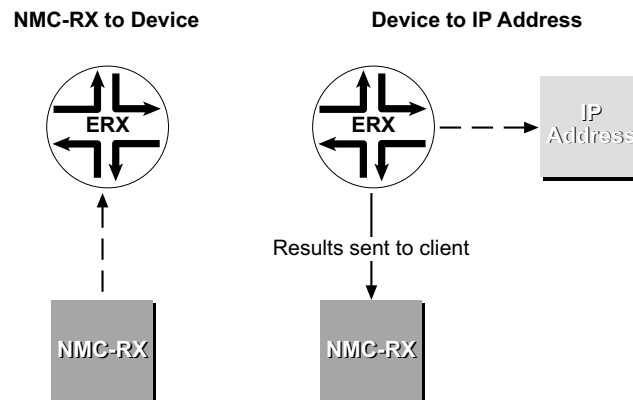 NMC-RX to Device
Device to IP Address
ERX
ERX
IP
Address
Results sent to client
NMC-RX
NMC-RX